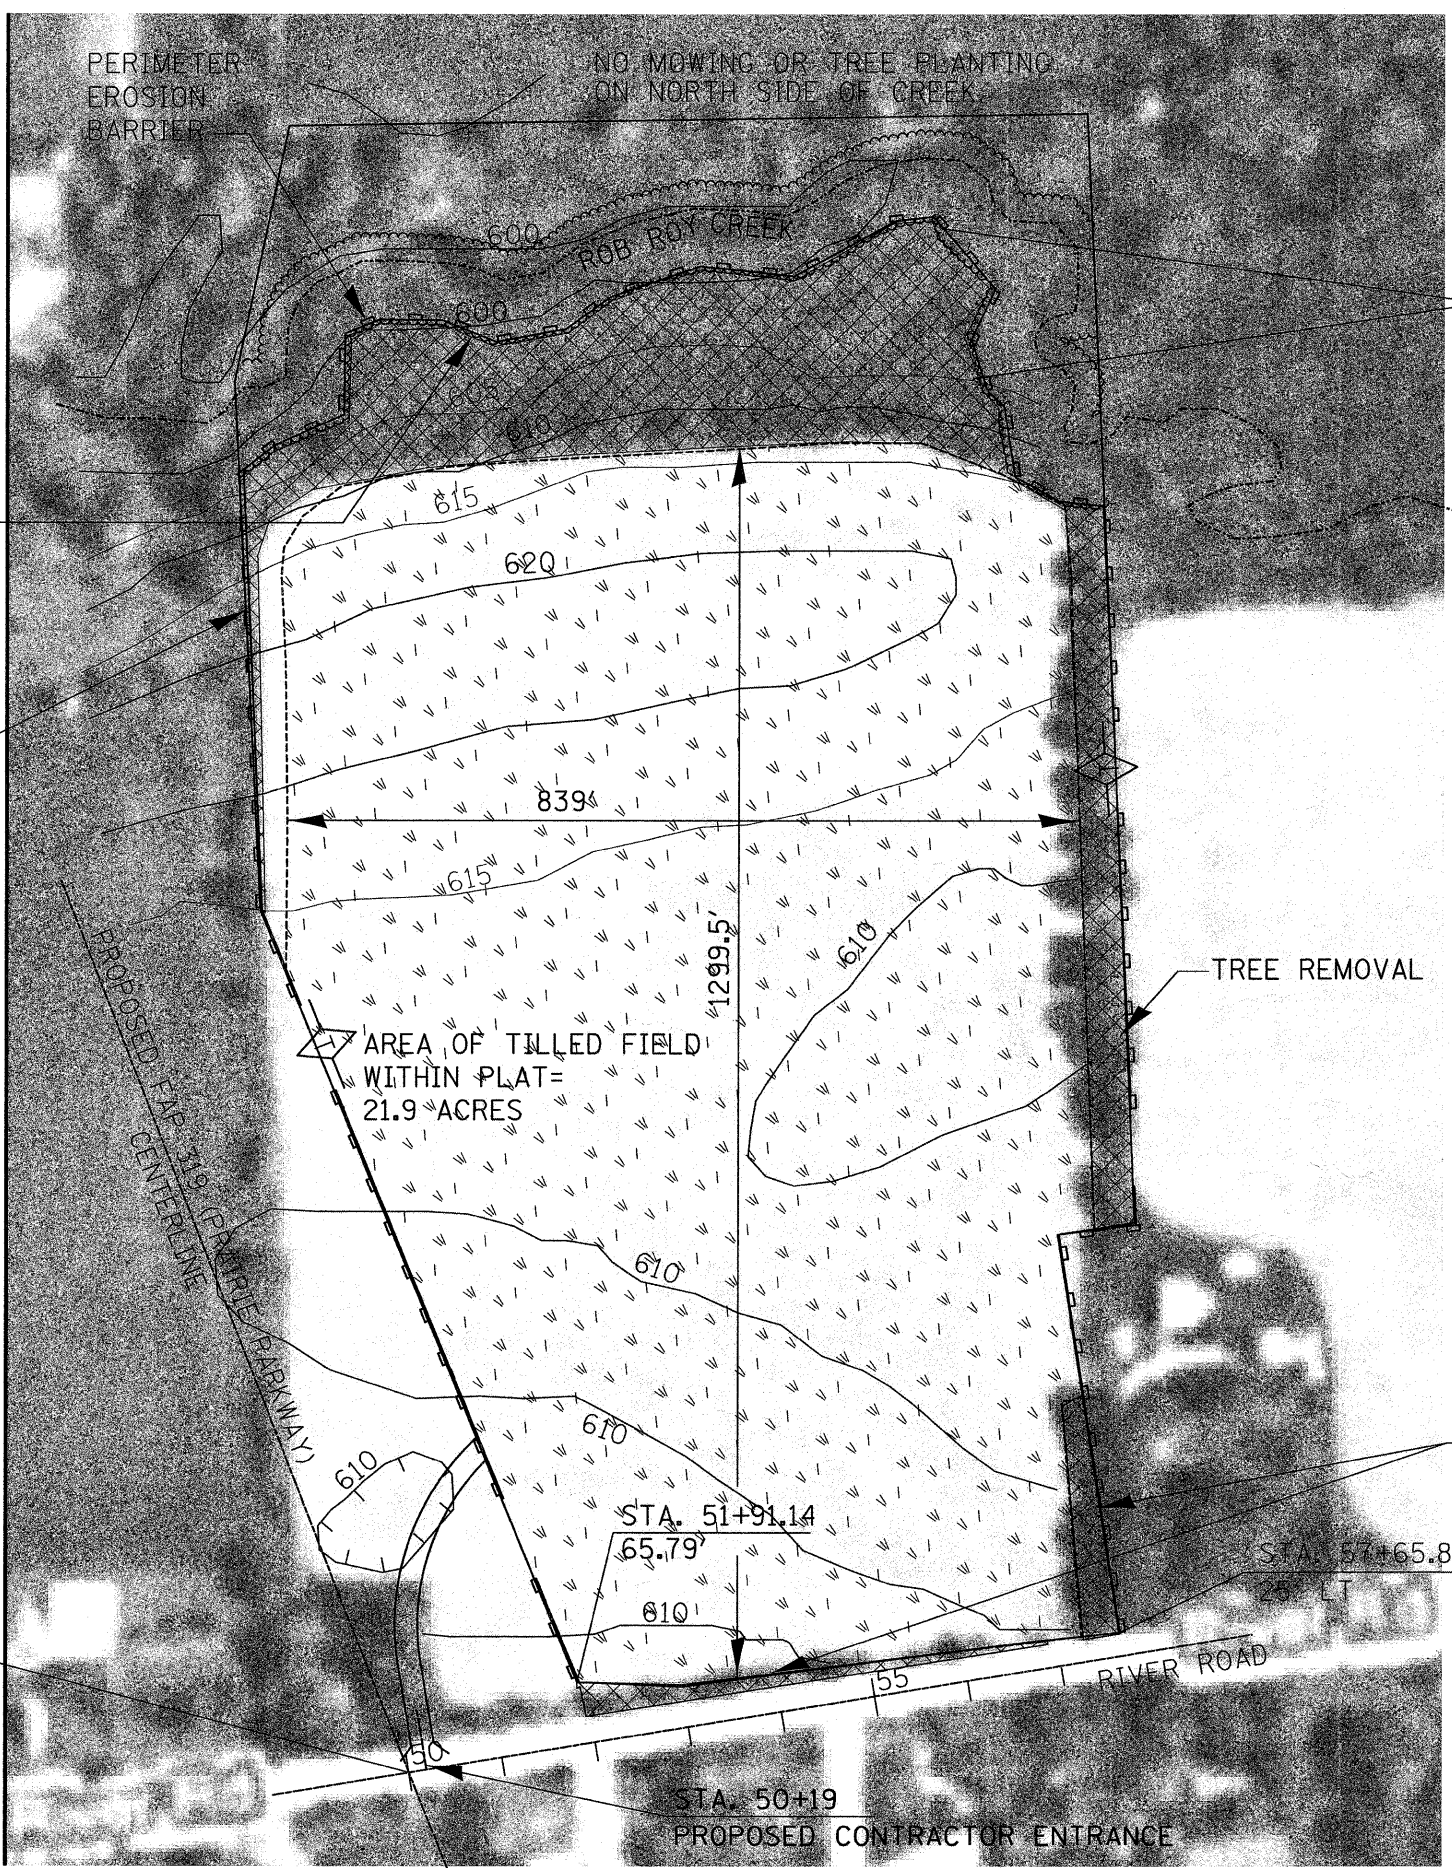 PERIMETER
EROSION
BARRIER
NO MOWING OR TREE PLANTING
ON NORTH SIDE OF CREEK
600
ROB ROY CREEK
600
605
610
615
620
839'
615
1299.5'
610
TREE REMOVAL
AREA OF TILLED FIELD
WITHIN PLAT=
21.9 ACRES
PROPOSED FAP 319 (PRAIRIE PARKWAY)
CENTERLINE
610
610
610
STA. 51+91.14
65.79'
STA. 57+65.8
25' LT
610
RIVER ROAD
55
50
STA. 50+19
PROPOSED CONTRACTOR ENTRANCE